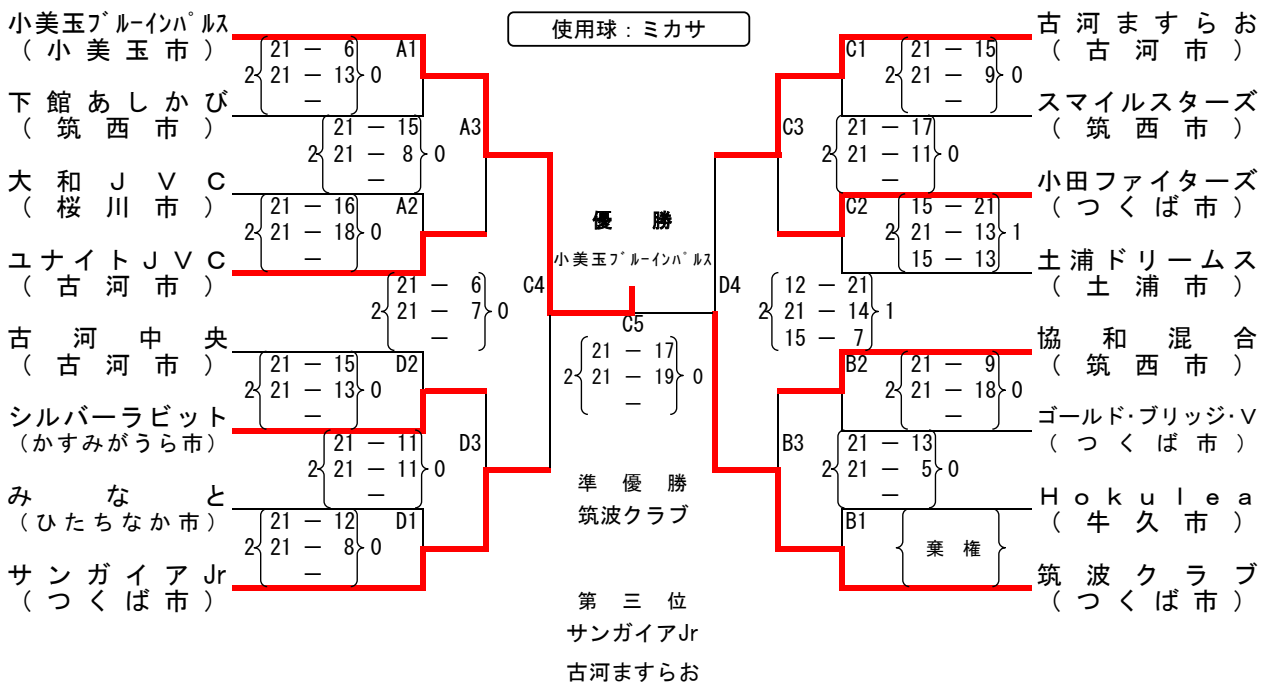 使用球：ミカサ
小美玉ﾌﾞﾙｰｲﾝﾊﾟﾙｽ
（小美玉市）
下館あしかび
（筑西市）
大和ＪＶＣ
（桜川市）
ユナイトＪＶＣ
（古河市）
古河中央
（古河市）
シルバーラビット
（かすみがうら市）
みなと
（ひたちなか市）
サンガイアJr
（つくば市）
A1
21 － 6
2 21 － 13 0
－
A3
21 － 15
2 21 － 8 0
－
A2
21 － 16
2 21 － 18 0
－
C4
21 － 6
2 21 － 7 0
－
D2
21 － 15
2 21 － 13 0
－
D3
21 － 11
2 21 － 11 0
－
D1
21 － 12
2 21 － 8 0
－
優勝
小美玉ﾌﾞﾙｰｲﾝﾊﾟﾙｽ
C5
21 － 17
2 21 － 19 0
－
準優勝
筑波クラブ
第三位
サンガイアJr
古河ますらお
C1
21 － 15
2 21 － 9 0
－
C3
21 － 17
2 21 － 11 0
－
C2
15 － 21
2 21 － 13 1
15 － 13
D4
12 － 21
2 21 － 14 1
15 － 7
B2
21 － 9
2 21 － 18 0
－
B3
21 － 13
2 21 － 5 0
－
B1
棄権
古河ますらお
（古河市）
スマイルスターズ
（筑西市）
小田ファイターズ
（つくば市）
土浦ドリームス
（土浦市）
協和混合
（筑西市）
ゴールド・ブリッジ・Ｖ
（つくば市）
Ｈｏｋｕｌｅａ
（牛久市）
筑波クラブ
（つくば市）